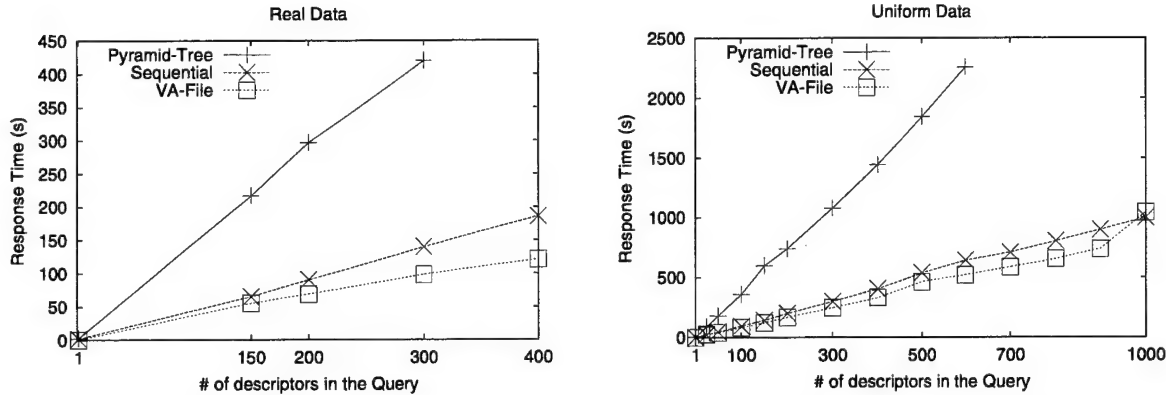 Real Data
Pyramid-Tree
Sequential
VA-File
Response Time (s)
450
400
350
300
250
200
150
100
50
0
1
150
200
300
400
# of descriptors in the Query
Uniform Data
Pyramid-Tree
Sequential
VA-File
Response Time (s)
2500
2000
1500
1000
500
0
1
100
300
500
700
1000
# of descriptors in the Query